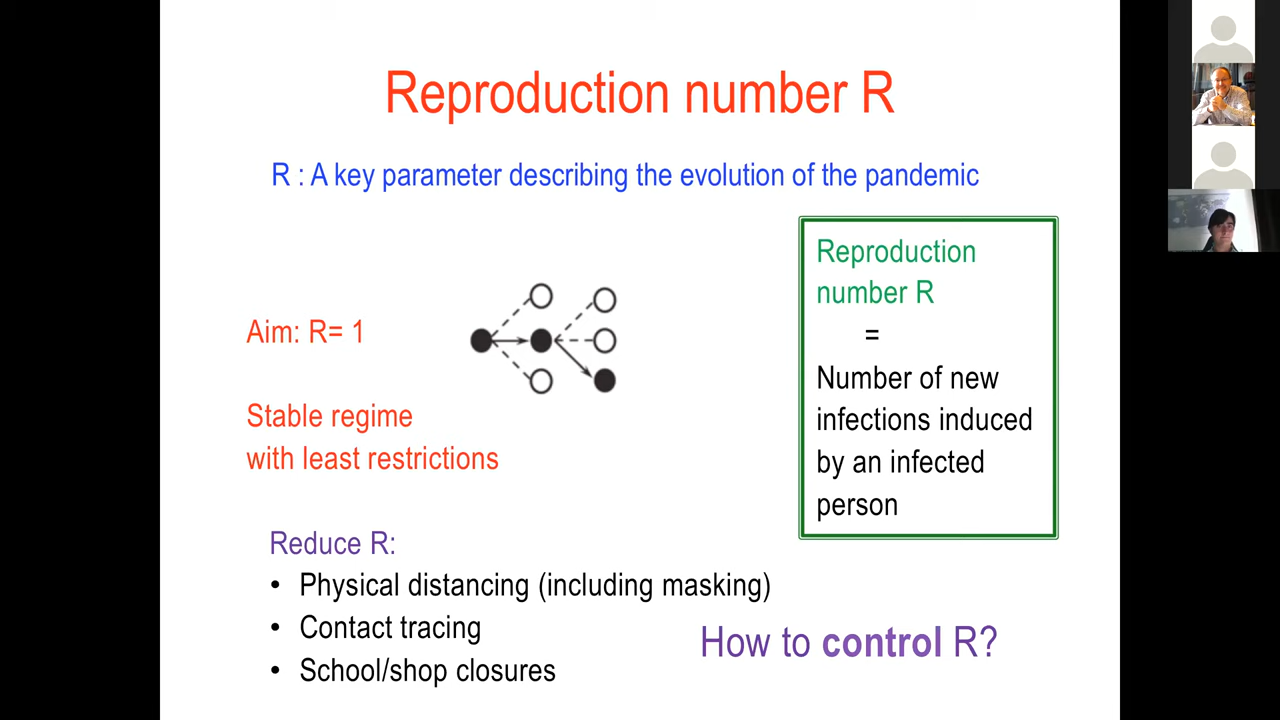 Reproduction number R
R : A key parameter describing the evolution of the pandemic
Aim: R= 1
Stable regime
with least restrictions
Reproduction
number R
=
Number of new
infections induced
by an infected
person
Reduce R:
• Physical distancing (including masking)
• Contact tracing
• School/shop closures
How to control R?